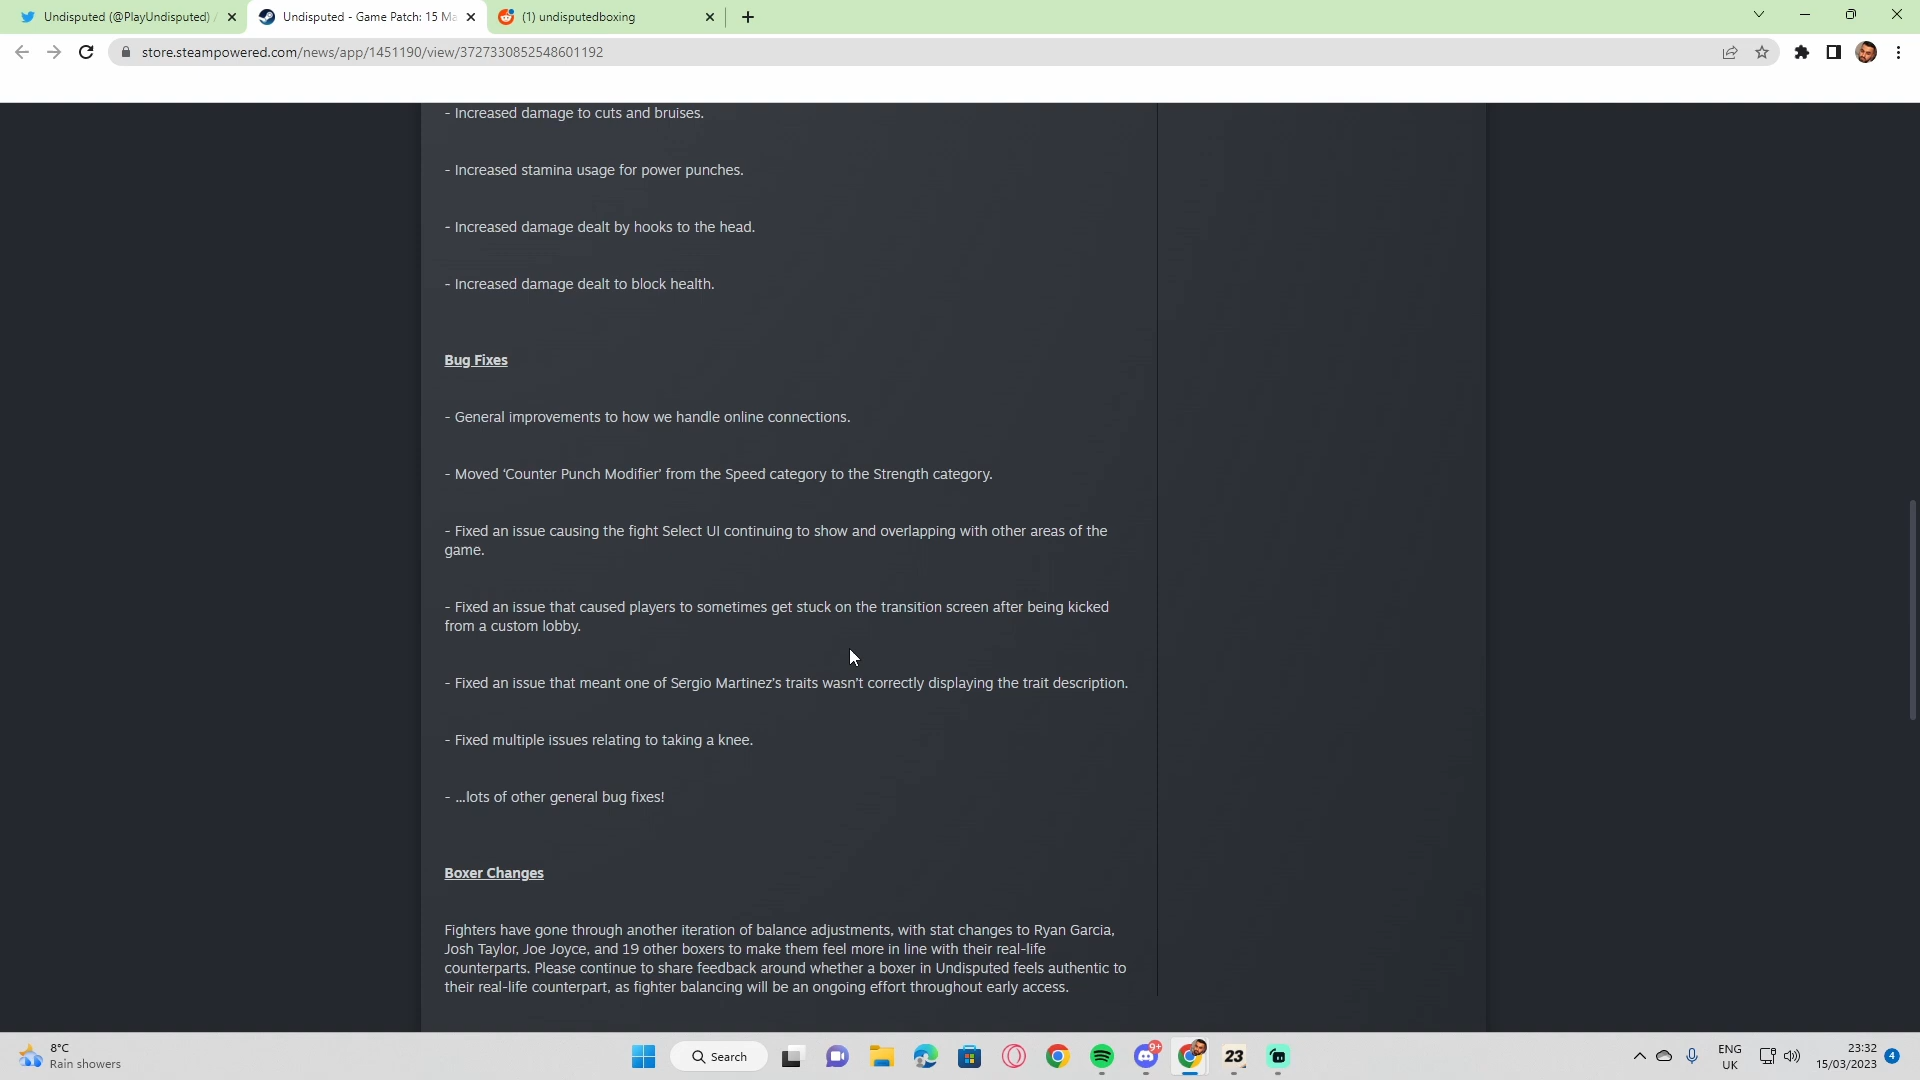 Undisputed (@PlayUndisputed) /
Undisputed - Game Patch: 15 Ma
(1) undisputedboxing
store.steampowered.com/news/app/1451190/view/3727330852548601192
- Increased damage to cuts and bruises.
- Increased stamina usage for power punches.
- Increased damage dealt by hooks to the head.
- Increased damage dealt to block health.
Bug Fixes
- General improvements to how we handle online connections.
- Moved ‘Counter Punch Modifier’ from the Speed category to the Strength category.
- Fixed an issue causing the fight Select UI continuing to show and overlapping with other areas of the
game.
- Fixed an issue that caused players to sometimes get stuck on the transition screen after being kicked
from a custom lobby.
- Fixed an issue that meant one of Sergio Martinez’s traits wasn’t correctly displaying the trait description.
- Fixed multiple issues relating to taking a knee.
- ...lots of other general bug fixes!
Boxer Changes
Fighters have gone through another iteration of balance adjustments, with stat changes to Ryan Garcia,
Josh Taylor, Joe Joyce, and 19 other boxers to make them feel more in line with their real-life
counterparts. Please continue to share feedback around whether a boxer in Undisputed feels authentic to
their real-life counterpart, as fighter balancing will be an ongoing effort throughout early access.
8°C
Rain showers
Search
9+
23
ENG
UK
23:32
15/03/2023
4